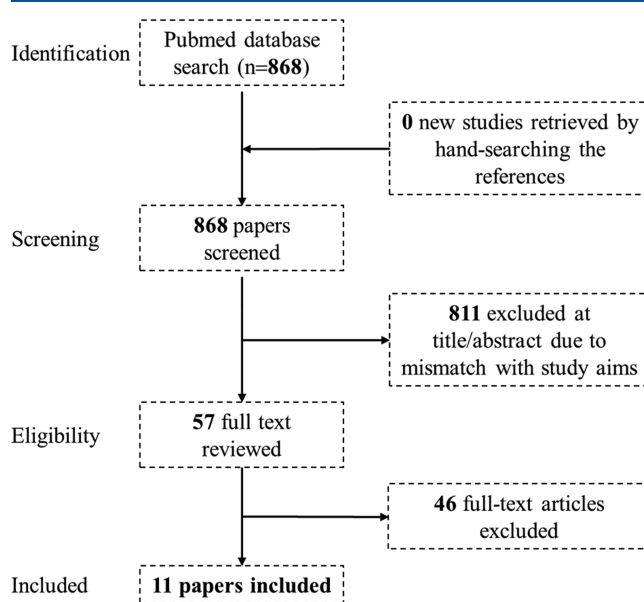 Identification
Pubmed database
search (n=868)
0 new studies retrieved by
hand-searching the
references
Screening
868 papers
screened
811 excluded at
title/abstract due to
mismatch with study aims
Eligibility
57 full text
reviewed
46 full-text articles
excluded
Included
11 papers included